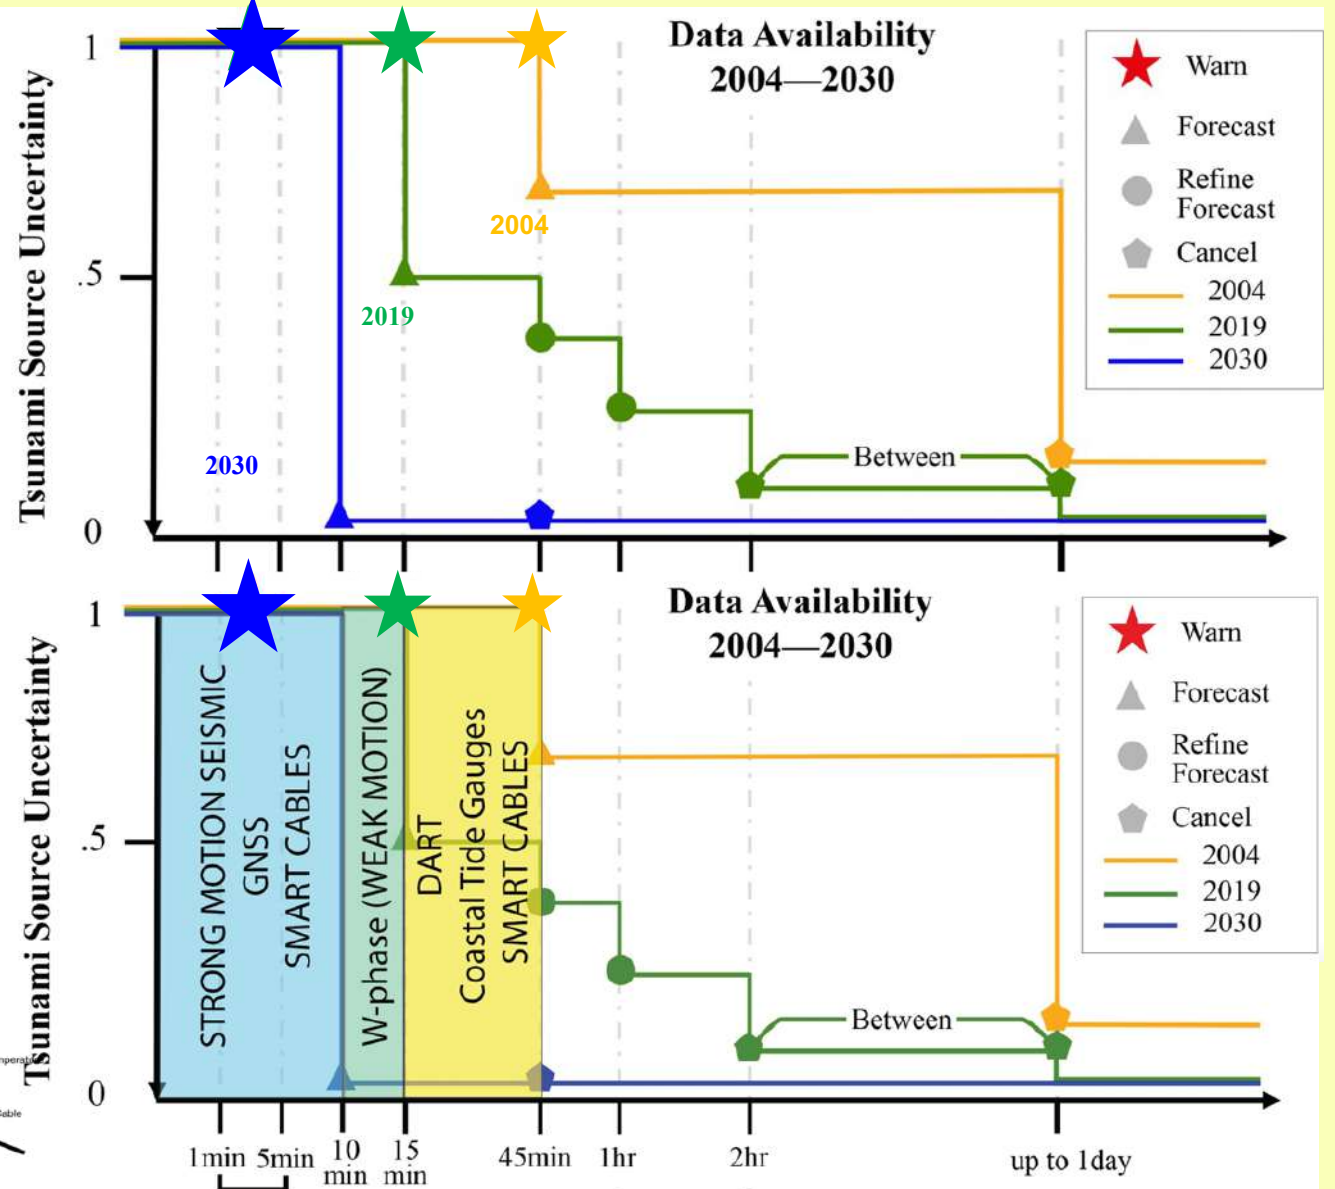 Data Availability
2004—2030
Tsunami Source Uncertainty
1
.5
0
2004
2019
2030
Between
Warn
Forecast
Refine
Forecast
Cancel
2004
2019
2030
Data Availability
2004—2030
Tsunami Source Uncertainty
1
.5
0
STRONG MOTION SEISMIC
GNSS
SMART CABLES
W-phase (WEAK MOTION)
DART
Coastal Tide Gauges
SMART CABLES
Between
Warn
Forecast
Refine
Forecast
Cancel
2004
2019
2030
1min 5min 10 min 15 min 45min 1hr 2hr up to 1day